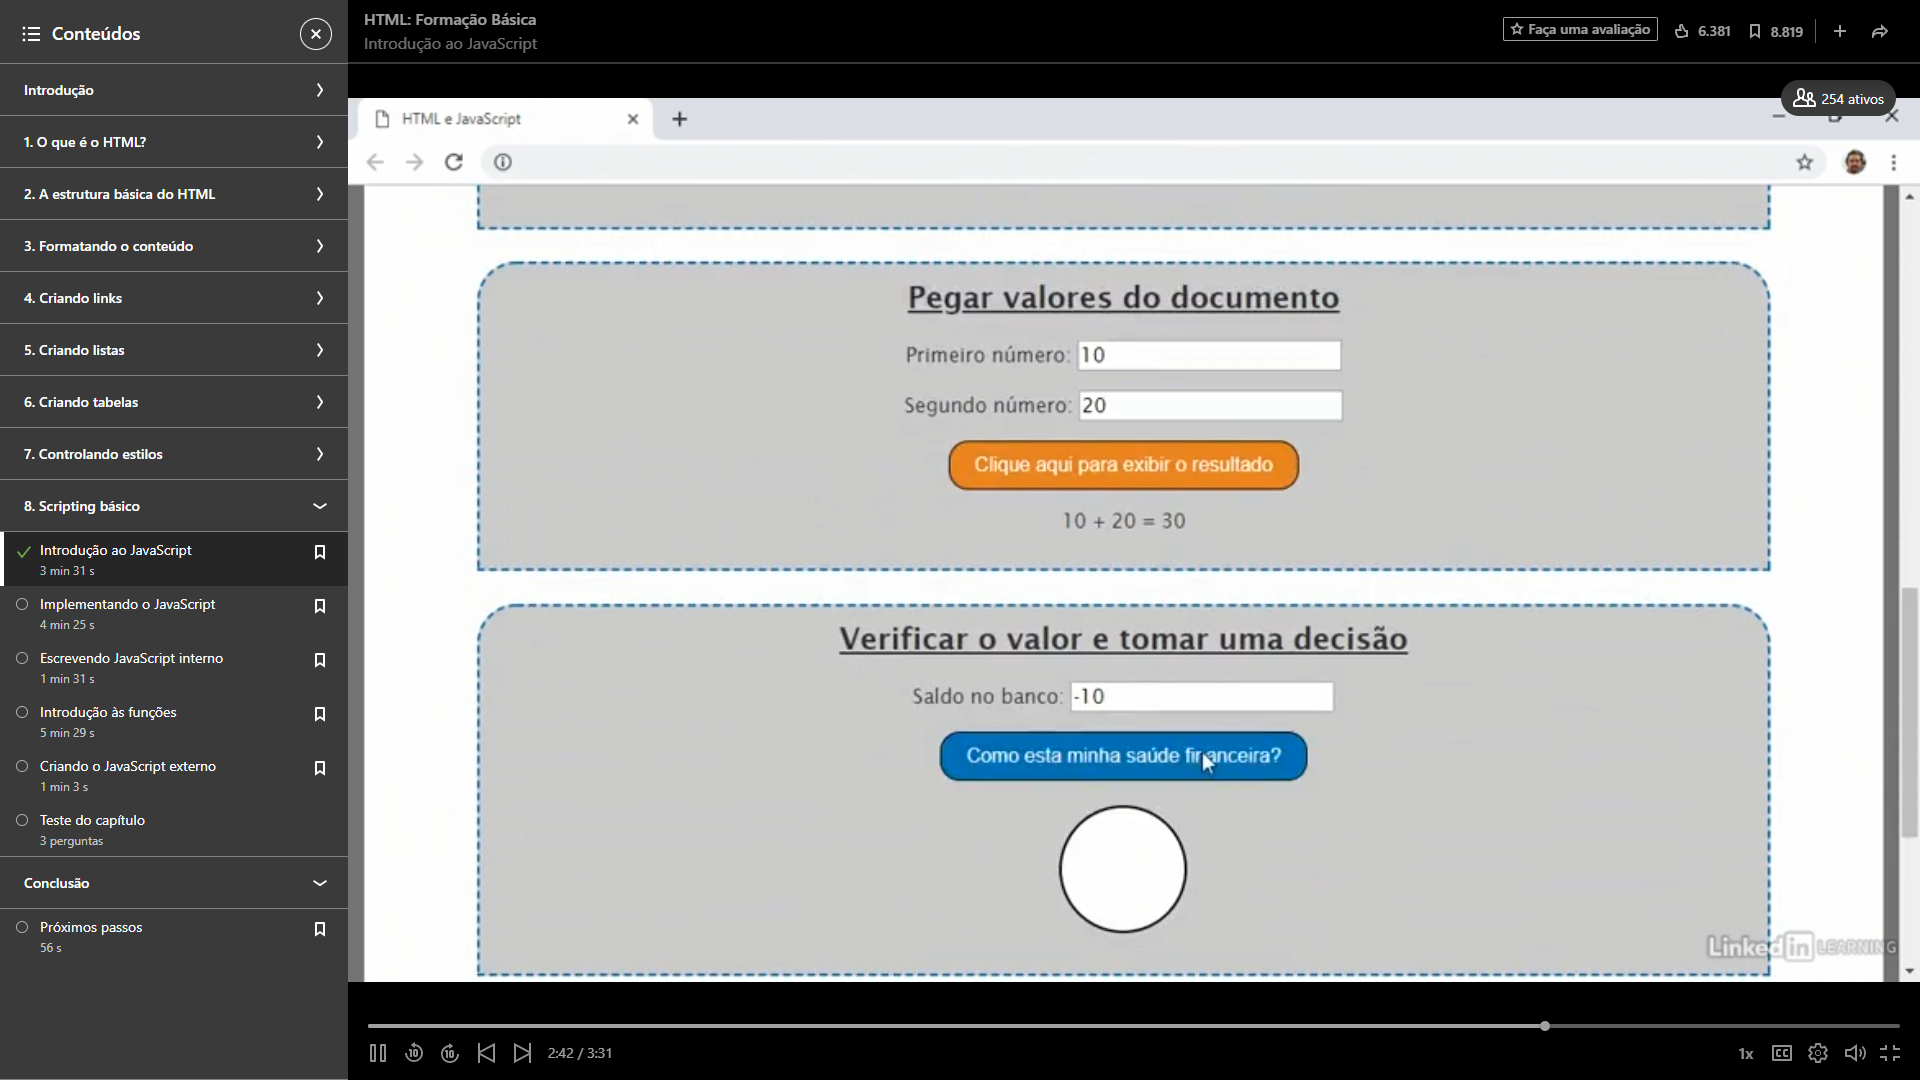 Conteúdos
Introdução
1. O que é o HTML?
2. A estrutura básica do HTML
3. Formatando o conteúdo
4. Criando links
5. Criando listas
6. Criando tabelas
7. Controlando estilos
8. Scripting básico
Introdução ao JavaScript
3 min 31 s
Implementando o JavaScript
4 min 25 s
Escrevendo JavaScript interno
1 min 31 s
Introdução às funções
5 min 29 s
Criando o JavaScript externo
1 min 3 s
Teste do capítulo
3 perguntas
Conclusão
Próximos passos
56 s
HTML: Formação Básica
Introdução ao JavaScript
Faça uma avaliação
6.381
8.819
254 ativos
HTML e JavaScript
Pegar valores do documento
Primeiro número: 10
Segundo número: 20
Clique aqui para exibir o resultado
10 + 20 = 30
Verificar o valor e tomar uma decisão
Saldo no banco: -10
Como esta minha saúde financeira?
Linked in LEARNING
10
10
2:42 / 3:31
1x
CC